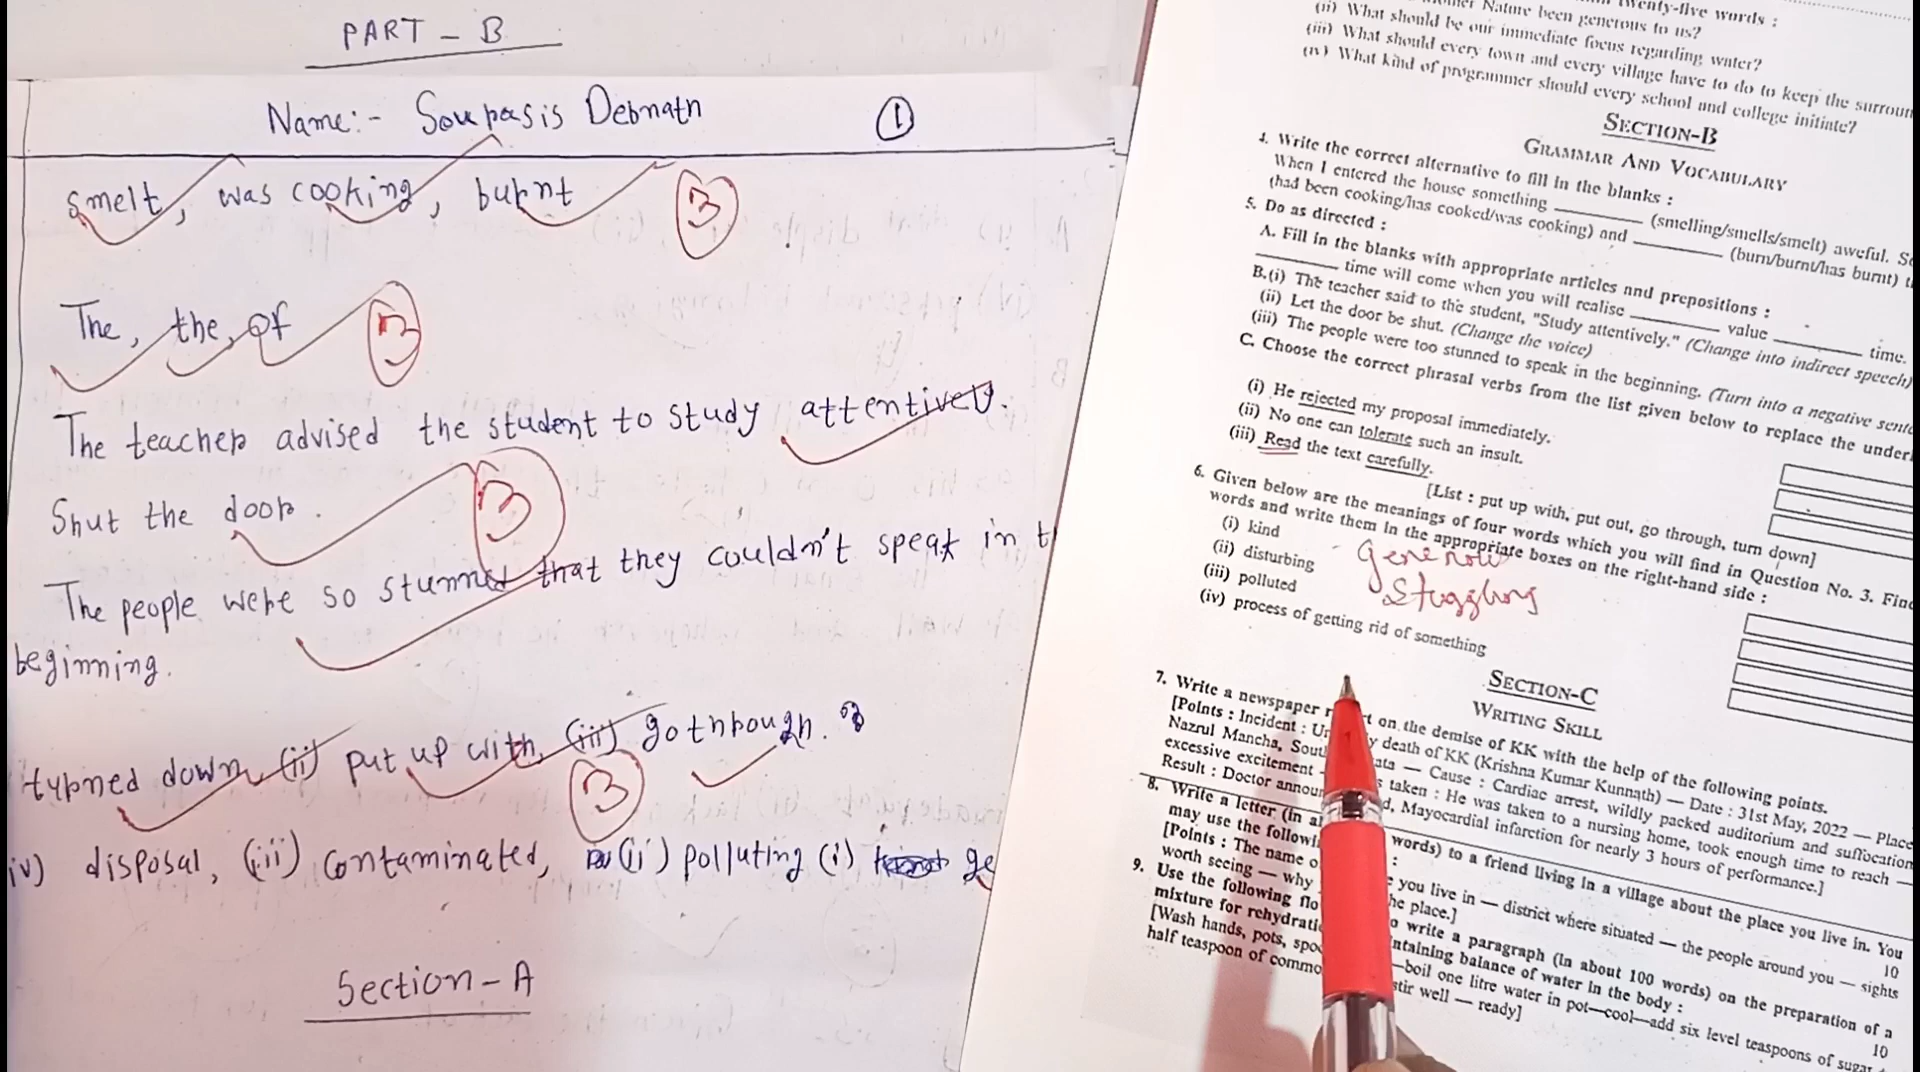 PART - B
Name:- Soupasis Debnath
1
smelt, was cooking, burnt
3
The, the, of
3
The teacher advised the student to study attentively.
Shut the door.
3
The people were so stunned that they couldn't speak in t
beginning.
turned down (ii) put up with, (iii) go through.
3
iv) disposal, (iii) contaminated, (ii) polluting (i) ge
Section - A
twenty-five words :
Nature been generous to us?
(ii) What should be our immediate focus regarding water?
(iii) What should every town and every village have to do to keep the surroun
(iv) What kind of programmer should every school and college initiate?
SECTION-B
GRAMMAR AND VOCABULARY
4. Write the correct alternative to fill in the blanks :
When I entered the house something ________ (smelling/smells/smelt) aweful. So
(had been cooking/has cooked/was cooking) and ________ (burn/burnt/has burnt) t
5. Do as directed :
A. Fill in the blanks with appropriate articles and prepositions :
________ time will come when you will realise ________ value ________ time.
B.(i) The teacher said to the student, "Study attentively." (Change into indirect speech)
(ii) Let the door be shut. (Change the voice)
(iii) The people were too stunned to speak in the beginning. (Turn into a negative sente
C. Choose the correct phrasal verbs from the list given below to replace the under
(i) He rejected my proposal immediately.
(ii) No one can tolerate such an insult.
(iii) Read the text carefully.
[List : put up with, put out, go through, turn down]
6. Given below are the meanings of four words which you will find in Question No. 3. Find
words and write them in the appropriate boxes on the right-hand side :
(i) kind
(ii) disturbing
(iii) polluted
(iv) process of getting rid of something
SECTION-C
WRITING SKILL
7. Write a newspaper r t on the demise of KK with the help of the following points.
[Points : Incident : Un y death of KK (Krishna Kumar Kunnath) — Date : 31st May, 2022 — Place
Nazrul Mancha, Sout ata — Cause : Cardiac arrest, wildly packed auditorium and suffocation
excessive excitement - s taken : He was taken to a nursing home, took enough time to reach —
Result : Doctor announ d, Mayocardial infarction for nearly 3 hours of performance.]
8. Write a letter (in a words) to a friend living in a village about the place you live in. You
may use the followi : 10
[Points : The name o e you live in — district where situated — the people around you — sights
worth seeing — why he place.]
9. Use the following flo o write a paragraph (in about 100 words) on the preparation of a
mixture for rehydrati ntaining balance of water in the body : 10
[Wash hands, pots, spo —boil one litre water in pot—cool—add six level teaspoons of sugar
half teaspoon of commo stir well — ready]